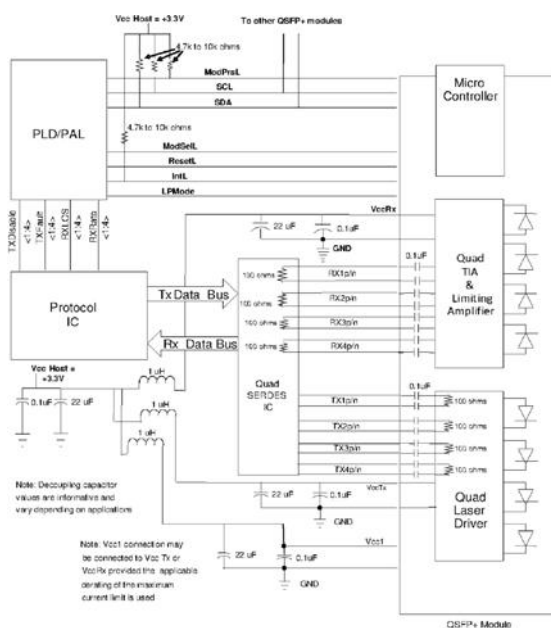 Vcc Host = +3.3V
To other QSFP+ modules
4.7k to 10k ohms
ModPrsL
SCL
SDA
Micro
Controller
PLD/PAL
4.7k to 10k ohms
ModSelL
ResetL
IntL
LPMode
TXDisable
<1:4>
TXFault
<1:4>
RXLOS
<1:4>
RXRate
<1:4>
VccRx
22 uF
0.1uF
GND
0.1uF
Quad
TIA
&
Limiting
Amplifier
100 ohms
RX1p/n
100 ohms
RX2p/n
100 ohms
RX3p/n
100 ohms
RX4p/n
Protocol
IC
Tx Data Bus
Rx Data Bus
Quad
SERDES
IC
Vcc Host =
+3.3V
1 uH
0.1uF
22 uF
1 uH
1 uH
0.1uF
TX1p/n
100 ohms
TX2p/n
100 ohms
TX3p/n
100 ohms
TX4p/n
100 ohms
VccTx
22 uF
0.1uF
GND
Quad
Laser
Driver
Note: Decoupling capacitor
values are informative and
vary depending on applications
Vcc1
22 uF
0.1uF
GND
Note: Vcc1 connection may
be connected to Vcc Tx or
VccRx provided the applicable
derating of the maximum
current limit is used
QSFP+ Module